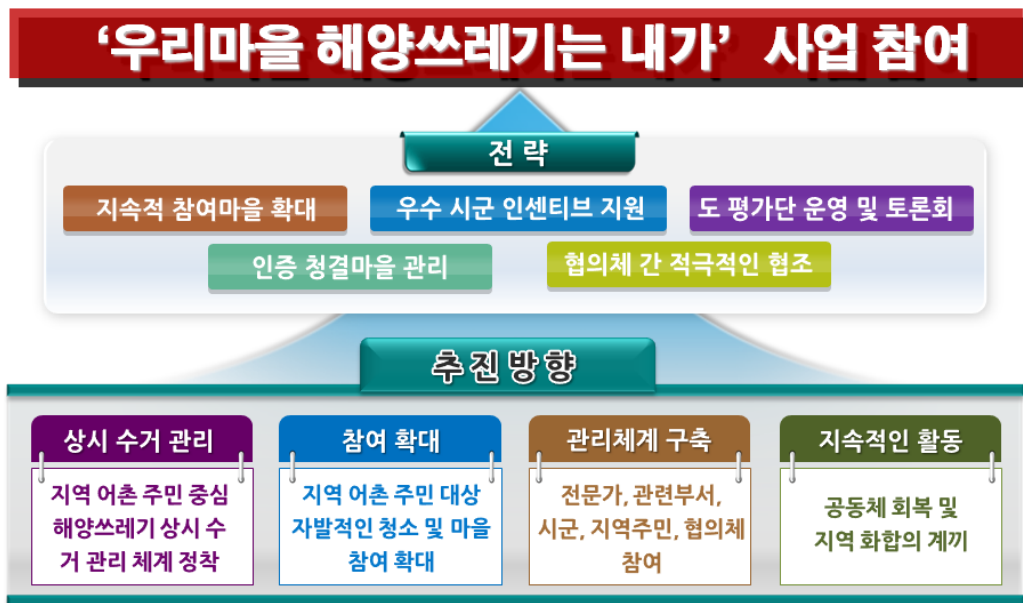 ‘우리마을 해양쓰레기는 내가’ 사업 참여
전 략
지속적 참여마을 확대
우수 시군 인센티브 지원
도 평가단 운영 및 토론회
인증 청결마을 관리
협의체 간 적극적인 협조
추 진 방 향
상시 수거 관리
지역 어촌 주민 중심
해양쓰레기 상시 수
거 관리 체계 정착
참여 확대
지역 어촌 주민 대상
자발적인 청소 및 마을
참여 확대
관리체계 구축
전문가, 관련부서,
시군, 지역주민, 협의체
참여
지속적인 활동
공동체 회복 및
지역 화합의 계끼